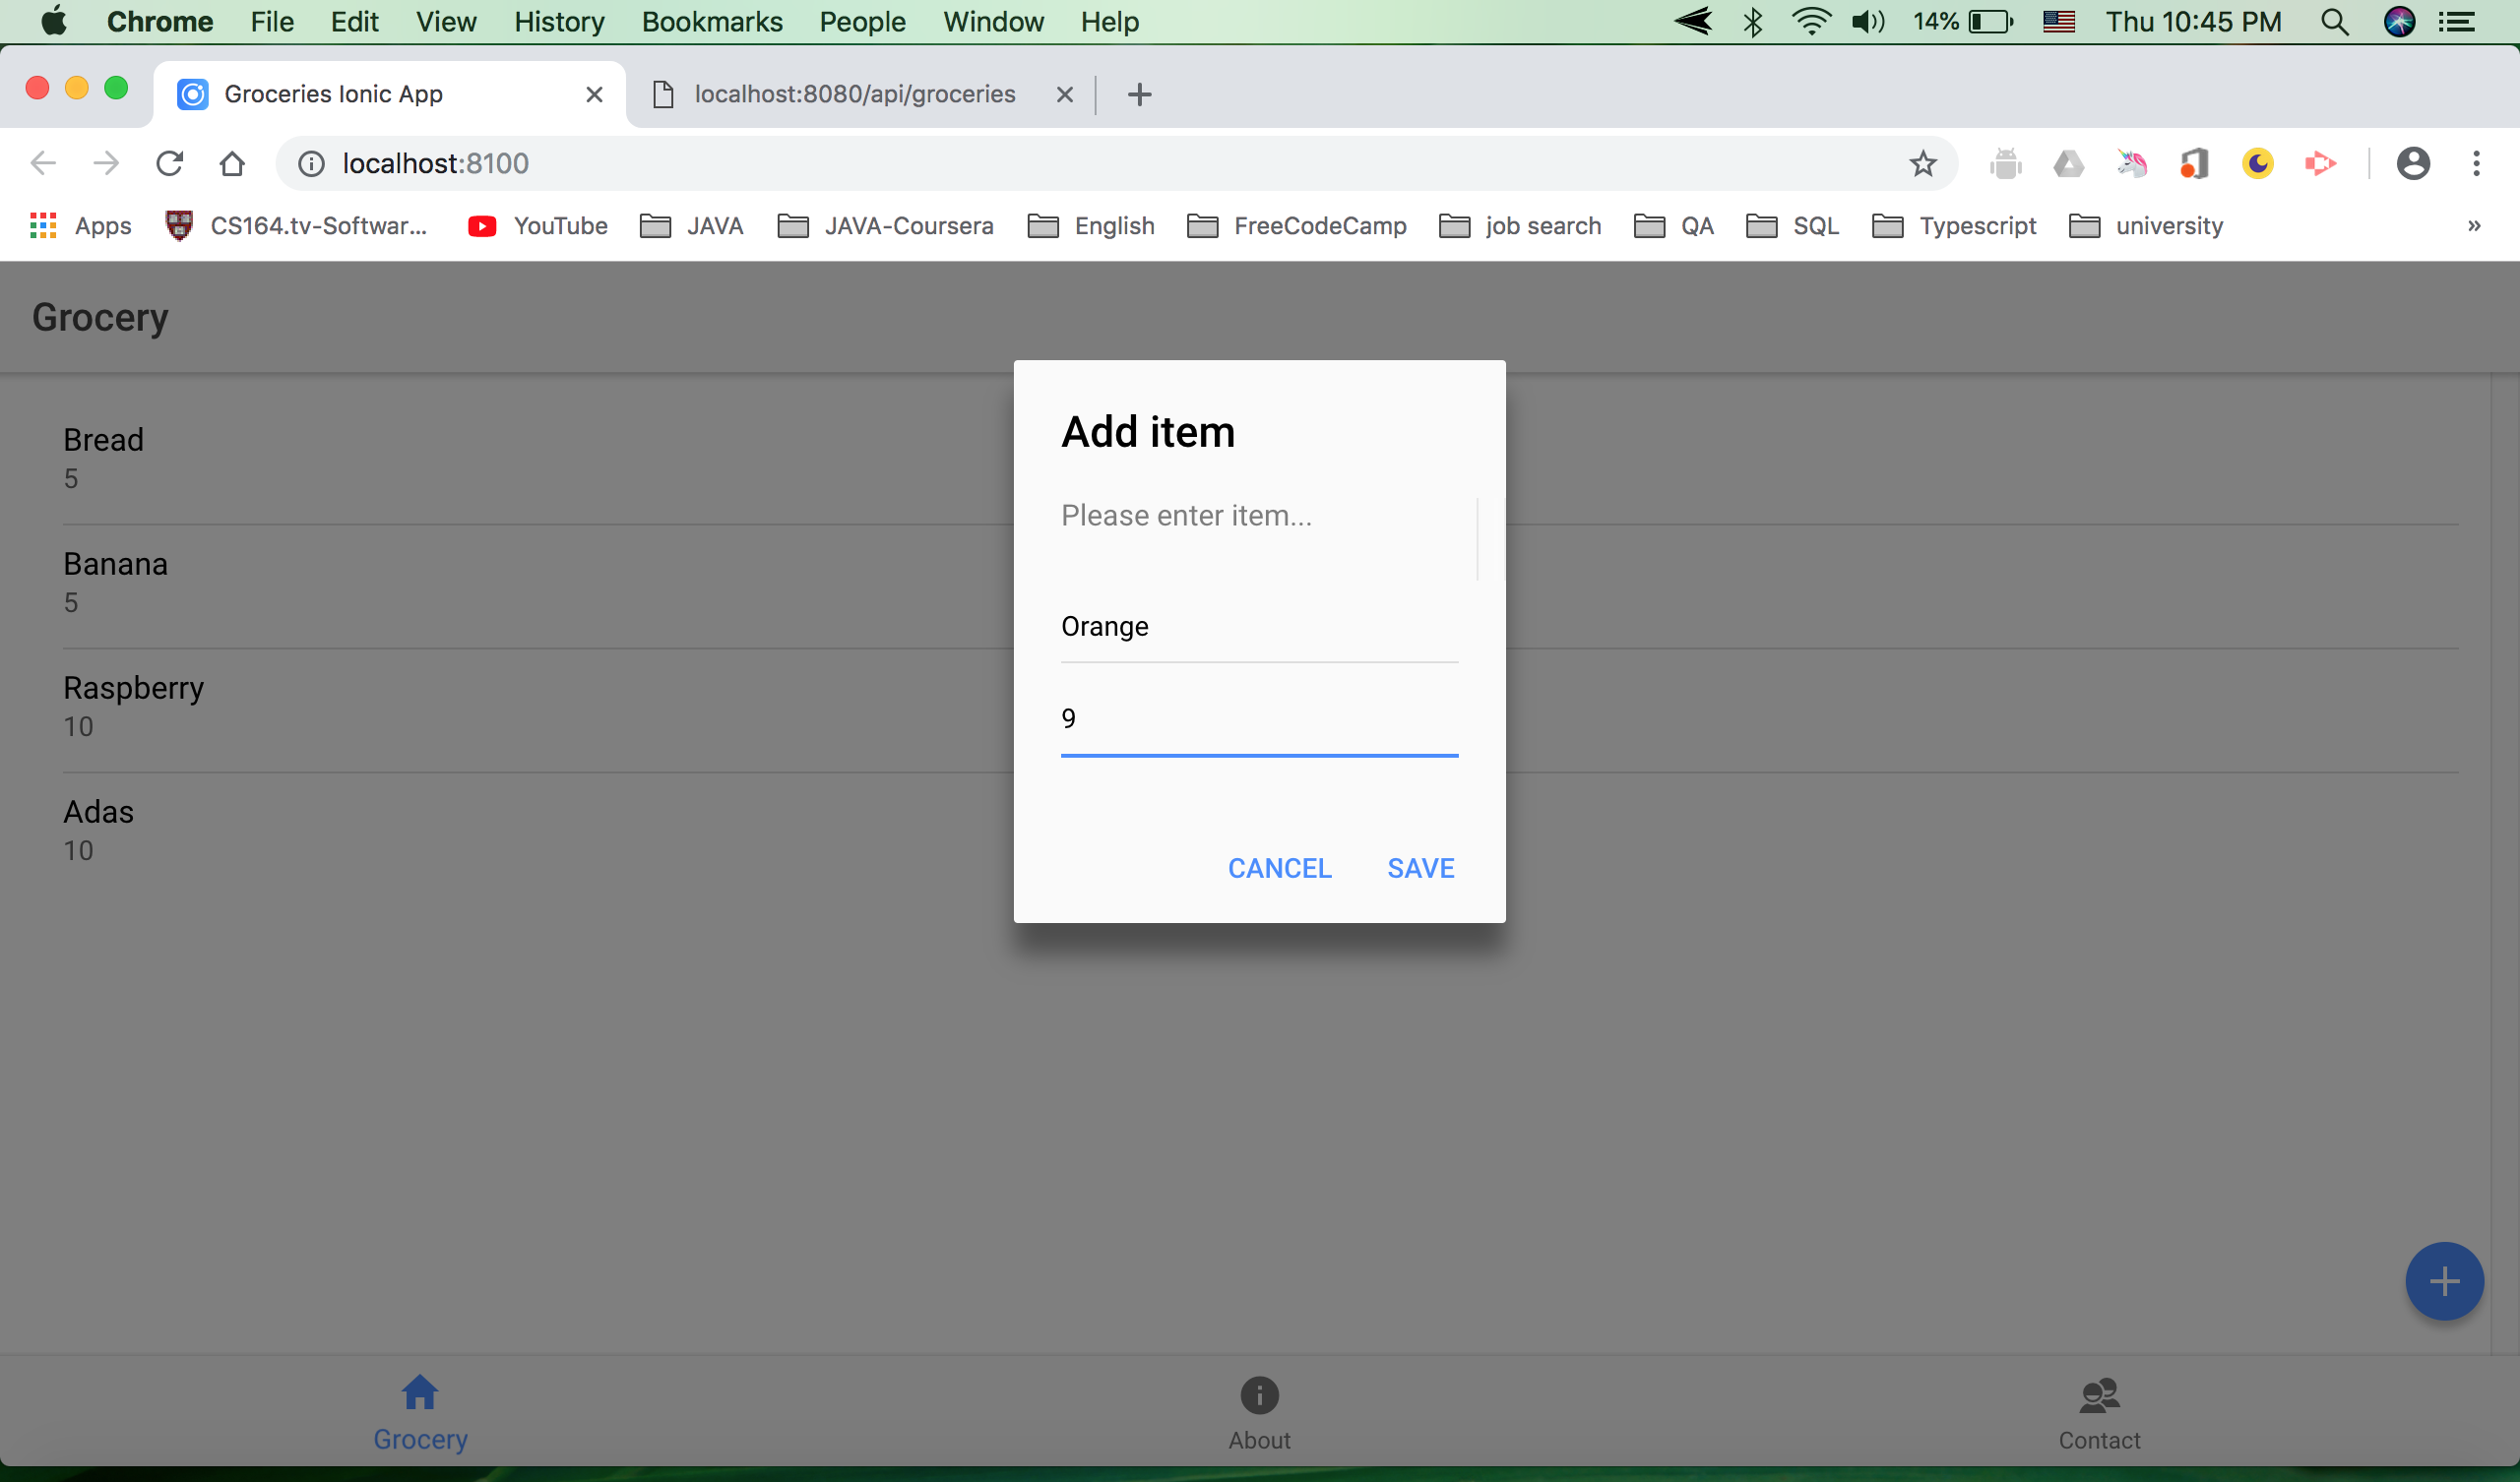 Chrome File Edit View History Bookmarks People Window Help 14% Thu 10:45 PM
Groceries Ionic App localhost:8080/api/groceries
localhost:8100
Apps CS164.tv-Softwar... YouTube JAVA JAVA-Coursera English FreeCodeCamp job search QA SQL Typescript university »
Grocery
Bread
5
Banana
5
Raspberry
10
Adas
10
Add item
Please enter item...
Orange
9
CANCEL SAVE
Grocery About Contact